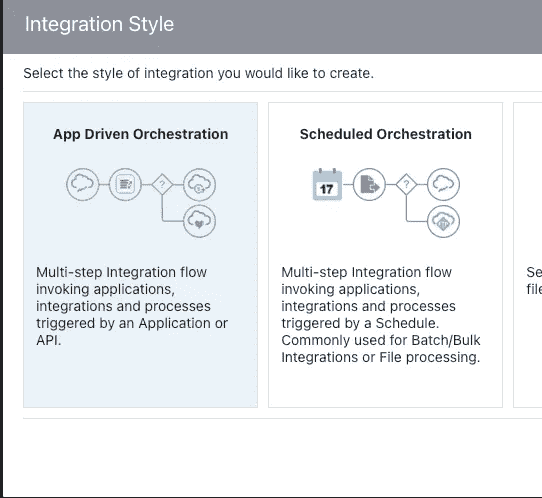 Integration Style
Select the style of integration you would like to create.
App Driven Orchestration
?
Multi-step Integration flow
invoking applications,
integrations and processes
triggered by an Application or
API.
Scheduled Orchestration
17
?
Multi-step Integration flow
invoking applications,
integrations and processes
triggered by a Schedule.
Commonly used for Batch/Bulk
Integrations or File processing.